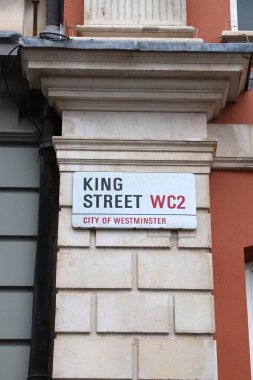 KING
STREET WC2
CITY OF WESTMINSTER